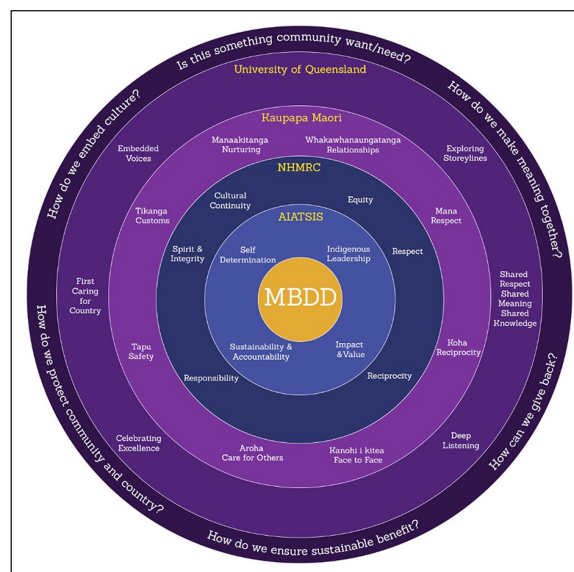 Is this something community want/need?
How do we make meaning together?
How can we give back?
How do we ensure sustainable benefit?
How do we protect community and country?
How do we embed culture?
University of Queensland
Embedded
Voices
Exploring
Storeylines
First
Caring
for
Country
Shared
Respect
Shared
Meaning
Shared
Knowledge
Celebrating
Excellence
Deep
Listening
Kaupapa Maori
Manaakitanga
Nurturing
Whakawhanaungatanga
Relationships
Tikanga
Customs
Mana
Respect
Tapu
Safety
Koha
Reciprocity
Aroha
Care for Others
Kanohi i kitea
Face to Face
NHMRC
Cultural
Continuity
Equity
Spirit &
Integrity
Respect
Responsibility
Reciprocity
AIATSIS
Self
Determination
Indigenous
Leadership
Sustainability &
Accountability
Impact
&Value
MBDD